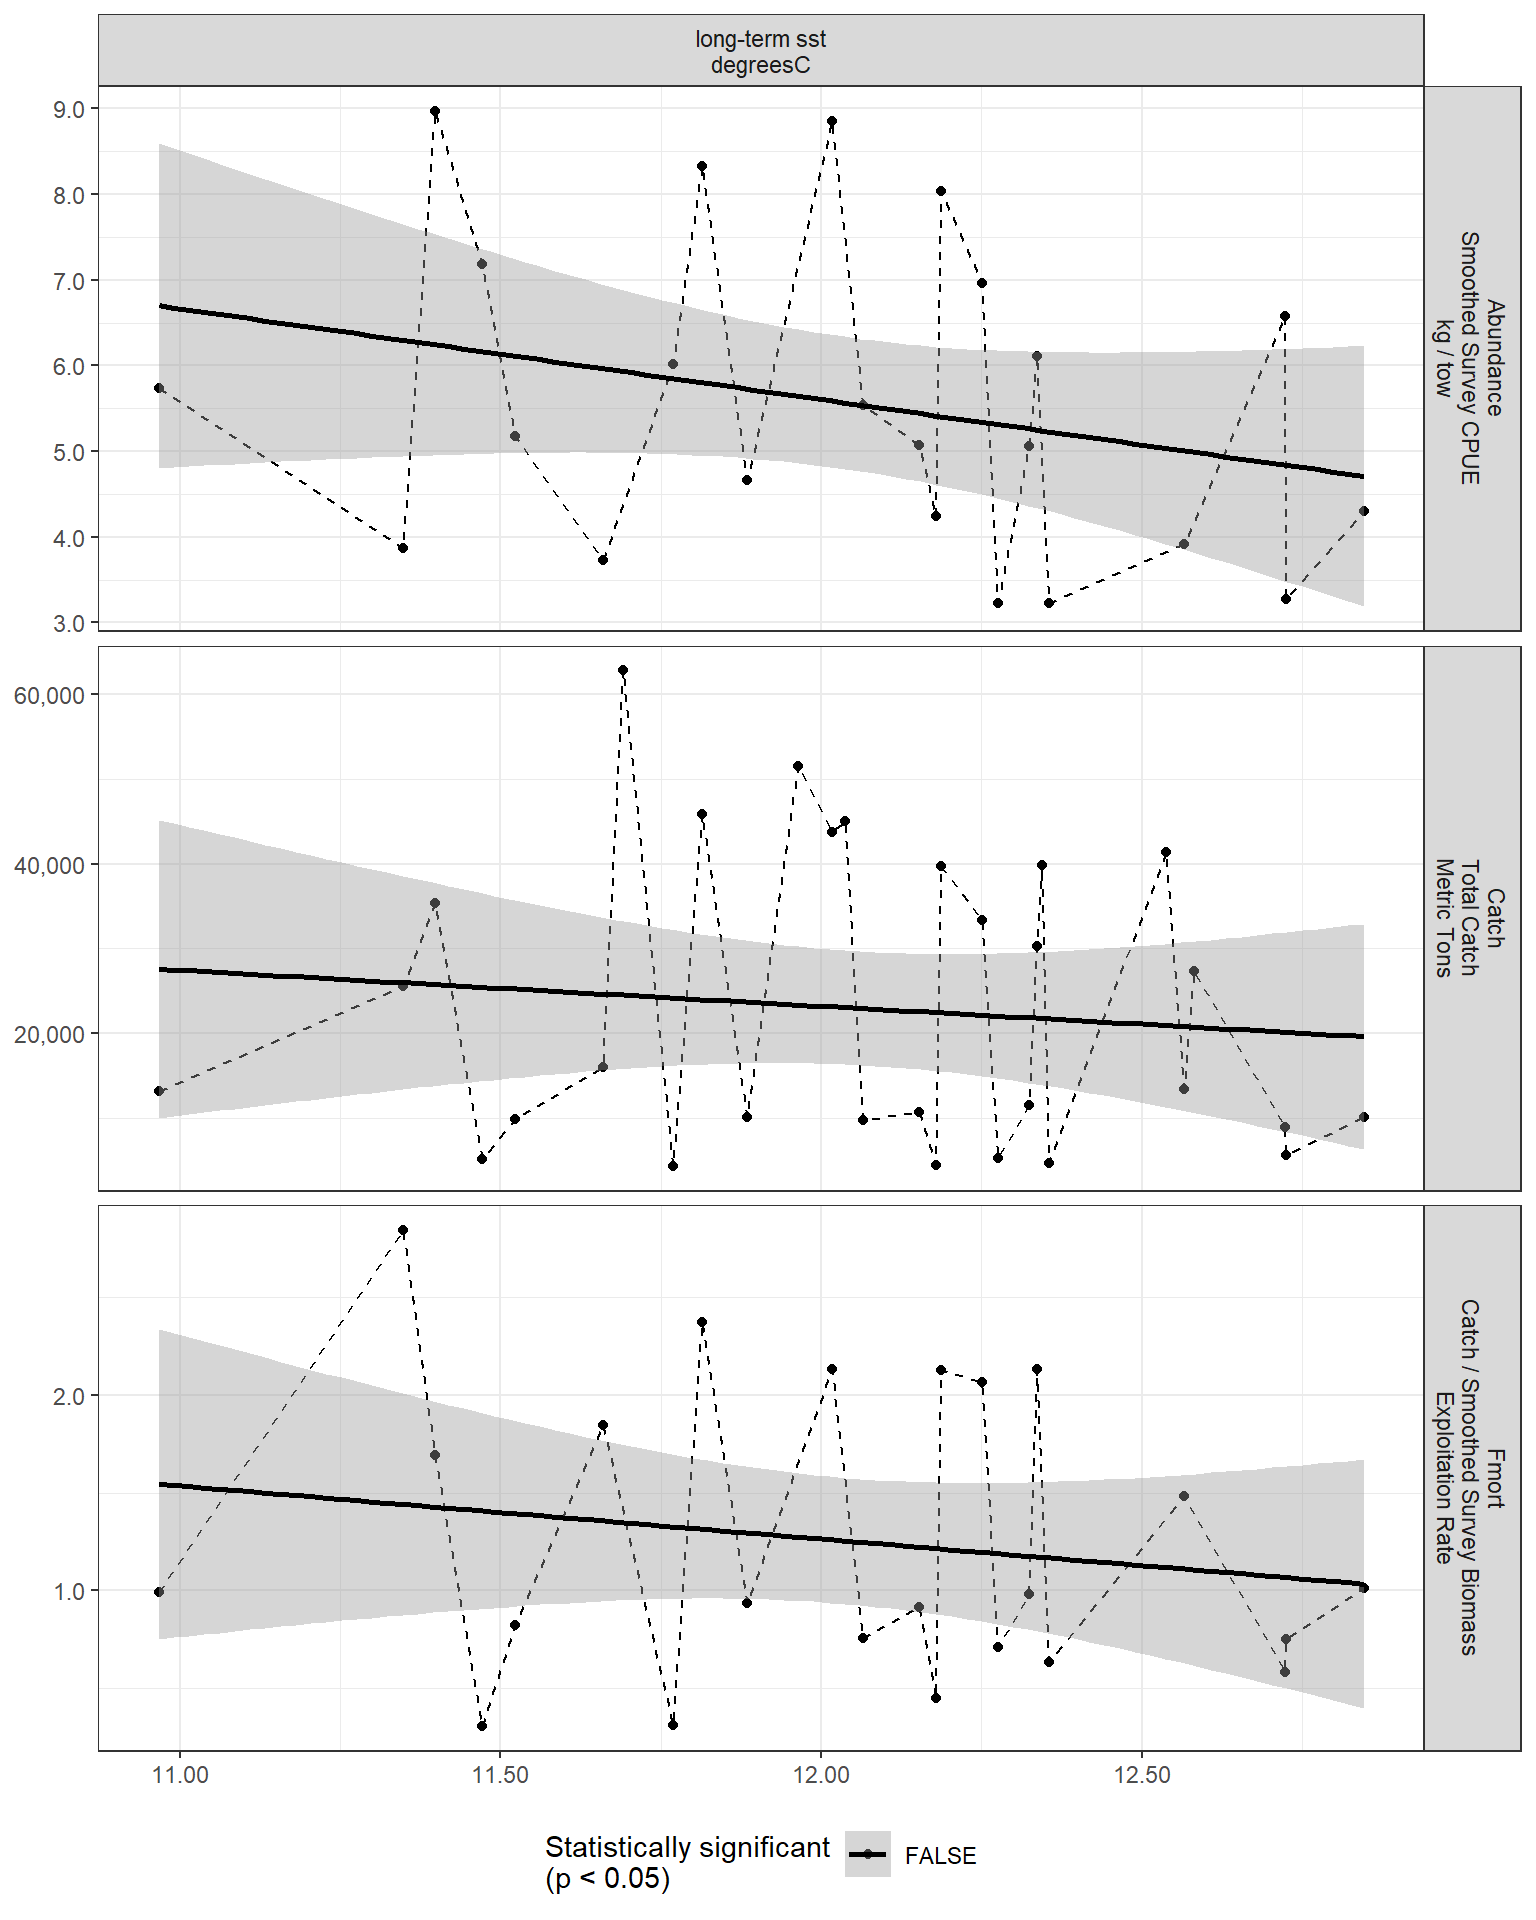 long-term sst
degreesC
9.0
8.0
7.0
6.0
5.0
4.0
3.0
Abundance
Smoothed Survey CPUE
kg / tow
60,000
40,000
20,000
Catch
Total Catch
Metric Tons
2.0
1.0
Fmort
Catch / Smoothed Survey Biomass
Exploitation Rate
11.00
11.50
12.00
12.50
Statistically significant
(p < 0.05)
FALSE